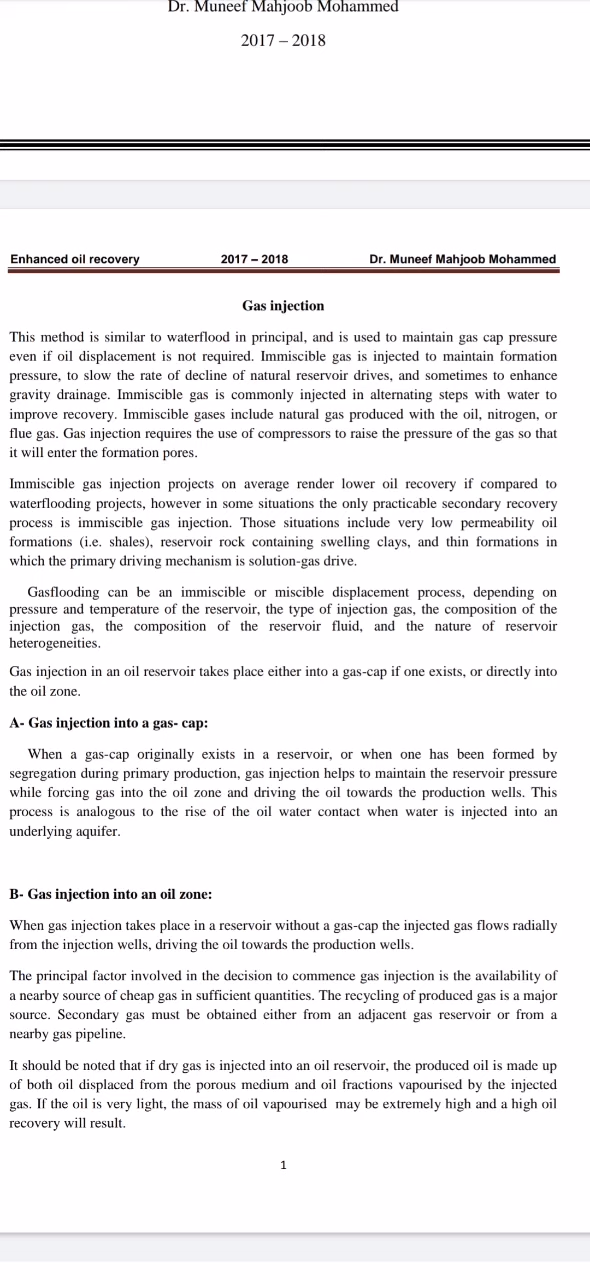 Dr. Muneef Mahjoob Mohammed
2017 – 2018
Enhanced oil recovery 2017 – 2018 Dr. Muneef Mahjoob Mohammed
Gas injection
This method is similar to waterflood in principal, and is used to maintain gas cap pressure
even if oil displacement is not required. Immiscible gas is injected to maintain formation
pressure, to slow the rate of decline of natural reservoir drives, and sometimes to enhance
gravity drainage. Immiscible gas is commonly injected in alternating steps with water to
improve recovery. Immiscible gases include natural gas produced with the oil, nitrogen, or
flue gas. Gas injection requires the use of compressors to raise the pressure of the gas so that
it will enter the formation pores.
Immiscible gas injection projects on average render lower oil recovery if compared to
waterflooding projects, however in some situations the only practicable secondary recovery
process is immiscible gas injection. Those situations include very low permeability oil
formations (i.e. shales), reservoir rock containing swelling clays, and thin formations in
which the primary driving mechanism is solution-gas drive.
Gasflooding can be an immiscible or miscible displacement process, depending on
pressure and temperature of the reservoir, the type of injection gas, the composition of the
injection gas, the composition of the reservoir fluid, and the nature of reservoir
heterogeneities.
Gas injection in an oil reservoir takes place either into a gas-cap if one exists, or directly into
the oil zone.
A- Gas injection into a gas- cap:
When a gas-cap originally exists in a reservoir, or when one has been formed by
segregation during primary production, gas injection helps to maintain the reservoir pressure
while forcing gas into the oil zone and driving the oil towards the production wells. This
process is analogous to the rise of the oil water contact when water is injected into an
underlying aquifer.
B- Gas injection into an oil zone:
When gas injection takes place in a reservoir without a gas-cap the injected gas flows radially
from the injection wells, driving the oil towards the production wells.
The principal factor involved in the decision to commence gas injection is the availability of
a nearby source of cheap gas in sufficient quantities. The recycling of produced gas is a major
source. Secondary gas must be obtained either from an adjacent gas reservoir or from a
nearby gas pipeline.
It should be noted that if dry gas is injected into an oil reservoir, the produced oil is made up
of both oil displaced from the porous medium and oil fractions vapourised by the injected
gas. If the oil is very light, the mass of oil vapourised may be extremely high and a high oil
recovery will result.
1